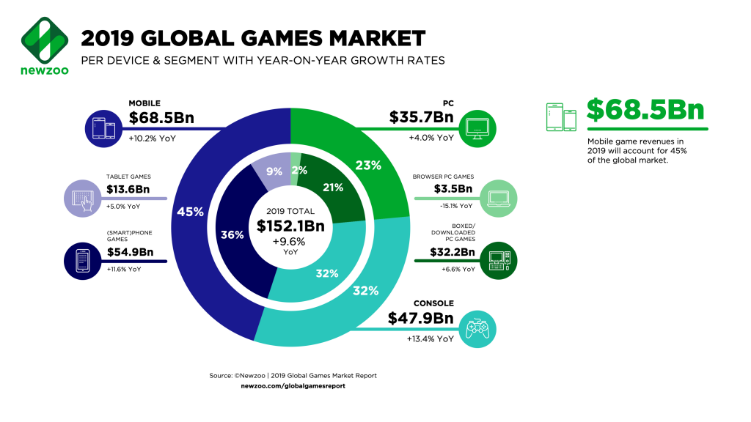 newzoo
2019 GLOBAL GAMES MARKET
PER DEVICE & SEGMENT WITH YEAR-ON-YEAR GROWTH RATES
MOBILE
$68.5Bn
+10.2% YoY
TABLET GAMES
$13.6Bn
+5.0% YoY
(SMART)PHONE
GAMES
$54.9Bn
+11.6% YoY
45%
36%
9%
2%
21%
23%
32%
32%
2019 TOTAL
$152.1Bn
+9.6%
YoY
PC
$35.7Bn
+4.0% YoY
BROWSER PC GAMES
$3.5Bn
-15.1% YoY
BOXED/
DOWNLOADED
PC GAMES
$32.2Bn
+6.6% YoY
CONSOLE
$47.9Bn
+13.4% YoY
$68.5Bn
Mobile game revenues in
2019 will account for 45%
of the global market.
Source: ©Newzoo | 2019 Global Games Market Report
newzoo.com/globalgamesreport